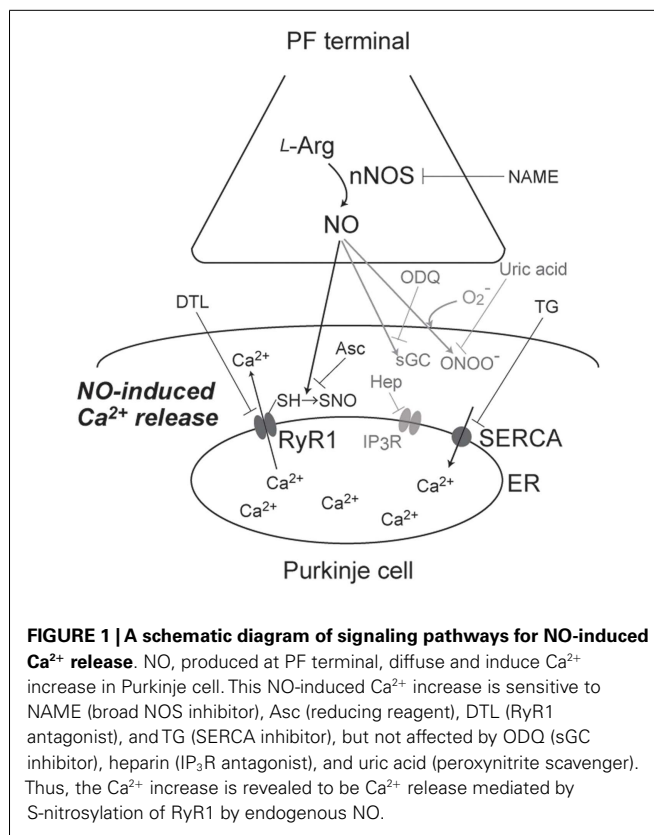 PF terminal
L-Arg
nNOS
NAME
NO
Uric acid
ODQ
O₂⁻
DTL
TG
Ca²⁺
Asc
sGC
ONOO⁻
NO-induced
Ca²⁺ release
SH→SNO
Hep
RyR1
IP3R
SERCA
Ca²⁺
Ca²⁺
ER
Ca²⁺
Ca²⁺
Ca²⁺
Purkinje cell
FIGURE 1 | A schematic diagram of signaling pathways for NO-induced
Ca²⁺ release. NO, produced at PF terminal, diffuse and induce Ca²⁺
increase in Purkinje cell. This NO-induced Ca²⁺ increase is sensitive to
NAME (broad NOS inhibitor), Asc (reducing reagent), DTL (RyR1
antagonist), and TG (SERCA inhibitor), but not affected by ODQ (sGC
inhibitor), heparin (IP₃R antagonist), and uric acid (peroxynitrite scavenger).
Thus, the Ca²⁺ increase is revealed to be Ca²⁺ release mediated by
S-nitrosylation of RyR1 by endogenous NO.